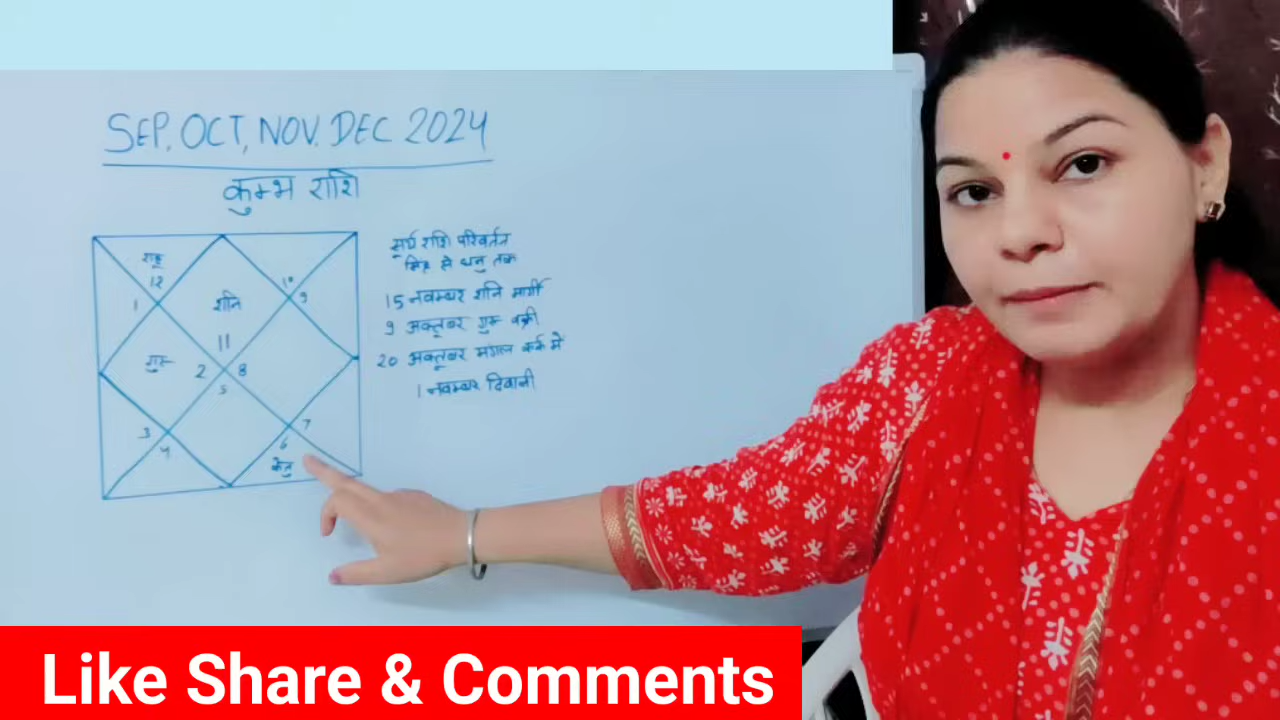 SEP, OCT, NOV. DEC 2024
कुम्भ राशि
राहू
12
1
शनि
11
10
9
गुरु
2
8
5
3
4
7
6
केतु
सूर्य राशि परिवर्तन
सिंह से धनु तक
15 नवम्बर शनि मार्गी
9 अक्तूबर गुरु वक्री
20 अक्तूबर मंगल कर्क में
1 नवम्बर दिवाली
Like Share & Comments